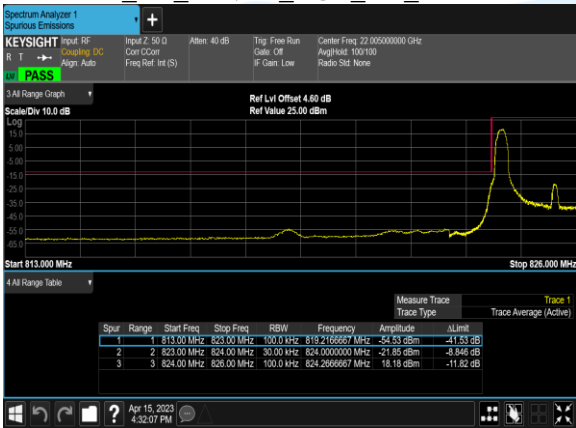 Spectrum Analyzer 1
Spurious Emissions
+
KEYSIGHT Input: RF Input Z: 50 Ω Atten: 40 dB Trig: Free Run Center Freq: 22.005000000 GHz
R T Coupling: DC Corr CCorr Gate: Off Avg|Hold: 100/100
Align: Auto Freq Ref: Int (S) IF Gain: Low Radio Std: None
PASS
3 All Range Graph
Ref Lvl Offset 4.60 dB
Scale/Div 10.0 dB Ref Value 25.00 dBm
Log
15.0
5.00
-5.00
-15.0
-25.0
-35.0
-45.0
-55.0
-65.0
Start 813.000 MHz Stop 826.000 MHz
4 All Range Table
Measure Trace Trace 1
Trace Type Trace Average (Active)
Spur Range Start Freq Stop Freq RBW Frequency Amplitude ΔLimit
1 1 813.00 MHz 823.00 MHz 100.0 kHz 819.2166667 MHz -54.53 dBm -41.53 dB
2 2 823.00 MHz 824.00 MHz 30.00 kHz 824.0000000 MHz -21.85 dBm -8.846 dB
3 3 824.00 MHz 826.00 MHz 100.0 kHz 824.2666667 MHz 18.18 dBm -11.82 dB
? Apr 15, 2023
4:32:07 PM